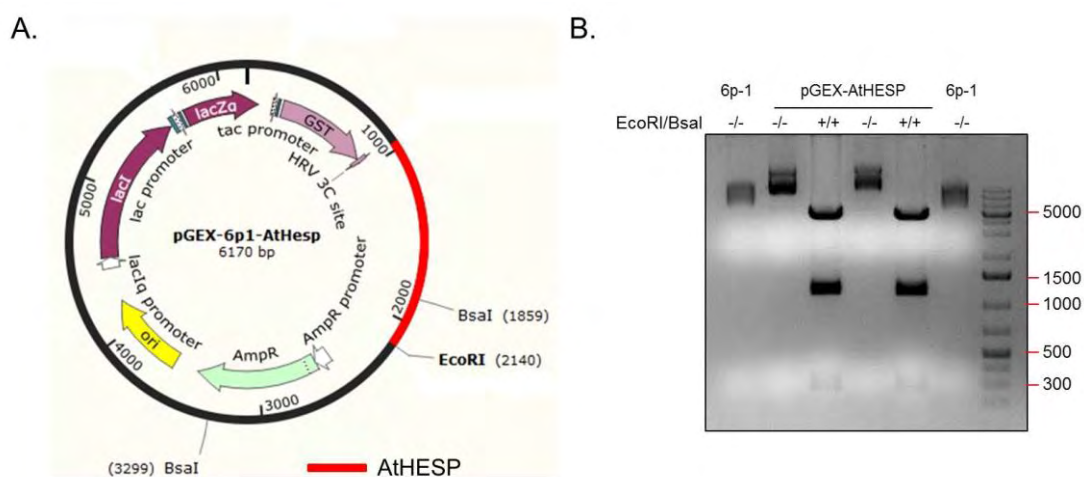 A.
6000
lacZα
tac promoter
GST
1000
HRV 3C site
lac promoter
lacI
5000
pGEX-6p1-AtHesp
6170 bp
lacIq promoter
AmpR promoter
2000
BsaI (1859)
EcoRI (2140)
ori
4000
AmpR
3000
(3299) BsaI
AtHESP
B.
6p-1 pGEX-AtHESP 6p-1
EcoRI/BsaI -/- -/- +/+ -/- +/+ -/-
5000
1500
1000
500
300